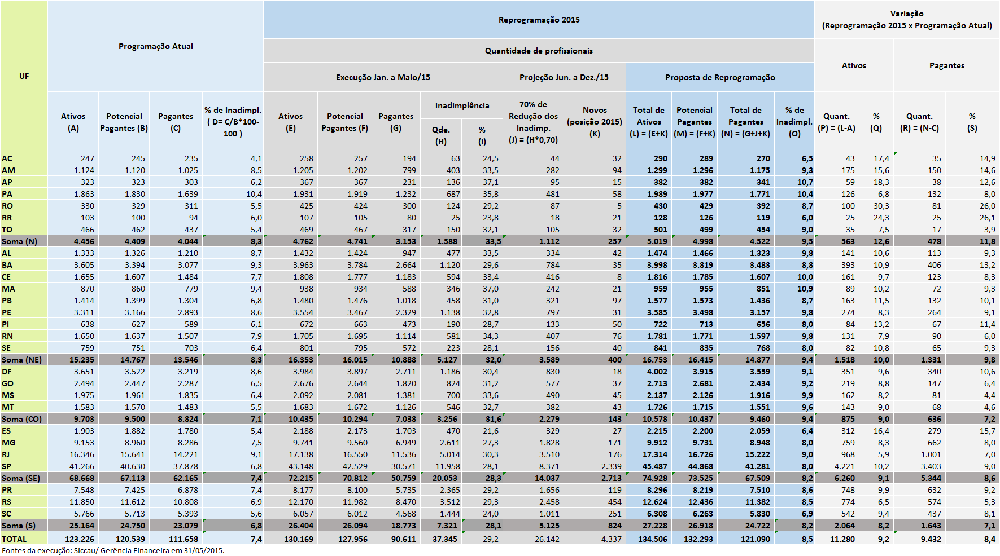 UF
Programação Atual
Reprogramação 2015
Variação
(Reprogramação 2015 x Programação Atual)
Quantidade de profissionais
Ativos
Pagantes
Execução Jan. a Maio/15
Projeção Jun. a Dez./15
Proposta de Reprogramação
Ativos
(A)
Potencial
Pagantes (B)
Pagantes
(C)
% de Inadimpl.
( D= C/B*100-
100 )
Ativos
(E)
Potencial
Pagantes (F)
Pagantes
(G)
Inadimplência
Qde.
(H)
%
(I)
70% de
Redução dos
Inadimp.
(J) = (H*0,70)
Novos
(posição 2015)
(K)
Total de
Ativos
(L) = (E+K)
Potencial
Pagantes
(M) = (F+K)
Total de
Pagantes
(N) = (G+J+K)
% de
Inadimpl.
(O)
Quant.
(P) = (L-A)
%
(Q)
Quant.
(R) = (N-C)
%
(S)
AC 247 245 235 4,1 258 257 194 63 24,5 44 32 290 289 270 6,5 43 17,4 35 14,9
AM 1.124 1.120 1.025 8,5 1.205 1.202 799 403 33,5 282 94 1.299 1.296 1.175 9,3 175 15,6 150 14,6
AP 323 323 303 6,2 367 367 231 136 37,1 95 15 382 382 341 10,7 59 18,3 38 12,6
PA 1.863 1.830 1.639 10,4 1.931 1.919 1.232 687 35,8 481 58 1.989 1.977 1.771 10,4 126 6,8 132 8,0
RO 330 329 311 5,5 425 424 300 124 29,2 87 5 430 429 392 8,7 100 30,3 81 26,0
RR 103 100 94 6,0 107 105 80 25 23,8 18 21 128 126 119 6,0 25 24,3 25 26,1
TO 466 462 437 5,4 469 467 317 150 32,1 105 32 501 499 454 9,0 35 7,5 17 3,9
Soma (N) 4.456 4.409 4.044 8,3 4.762 4.741 3.153 1.588 33,5 1.112 257 5.019 4.998 4.522 9,5 563 12,6 478 11,8
AL 1.333 1.326 1.210 8,7 1.432 1.424 947 477 33,5 334 42 1.474 1.466 1.323 9,8 141 10,6 113 9,3
BA 3.605 3.394 3.077 9,3 3.963 3.784 2.664 1.120 29,6 784 35 3.998 3.819 3.483 8,8 393 10,9 406 13,2
CE 1.655 1.607 1.484 7,7 1.808 1.777 1.183 594 33,4 416 8 1.816 1.785 1.607 10,0 161 9,7 123 8,3
MA 870 860 779 9,4 938 934 588 346 37,0 242 21 959 955 851 10,9 89 10,2 72 9,3
PB 1.414 1.399 1.304 6,8 1.480 1.476 1.018 458 31,0 321 97 1.577 1.573 1.436 8,7 163 11,5 132 10,1
PE 3.311 3.166 2.893 8,6 3.554 3.467 2.329 1.138 32,8 797 31 3.585 3.498 3.157 9,8 274 8,3 264 9,1
PI 638 627 589 6,1 672 663 473 190 28,7 133 50 722 713 656 8,0 84 13,2 67 11,4
RN 1.650 1.637 1.507 7,9 1.705 1.695 1.114 581 34,3 407 76 1.781 1.771 1.597 9,8 131 7,9 90 6,0
SE 759 751 703 6,4 801 795 572 223 28,1 156 40 841 835 768 8,0 82 10,8 65 9,3
Soma (NE) 15.235 14.767 13.546 8,3 16.353 16.015 10.888 5.127 32,0 3.589 400 16.753 16.415 14.877 9,4 1.518 10,0 1.331 9,8
DF 3.651 3.522 3.219 8,6 3.984 3.897 2.711 1.186 30,4 830 18 4.002 3.915 3.559 9,1 351 9,6 340 10,6
GO 2.494 2.447 2.287 6,5 2.676 2.644 1.820 824 31,2 577 37 2.713 2.681 2.434 9,2 219 8,8 147 6,4
MS 1.975 1.961 1.835 6,4 2.092 2.081 1.381 700 33,6 490 45 2.137 2.126 1.916 9,9 162 8,2 81 4,4
MT 1.583 1.570 1.483 5,5 1.683 1.672 1.126 546 32,7 382 43 1.726 1.715 1.551 9,6 143 9,0 68 4,6
Soma (CO) 9.703 9.500 8.824 7,1 10.435 10.294 7.038 3.256 31,6 2.279 143 10.578 10.437 9.460 9,4 875 9,0 636 7,2
ES 1.903 1.882 1.780 5,4 2.188 2.173 1.703 470 21,6 329 27 2.215 2.200 2.059 6,4 312 16,4 279 15,7
MG 9.153 8.960 8.286 7,5 9.741 9.560 6.949 2.611 27,3 1.828 171 9.912 9.731 8.948 8,0 759 8,3 662 8,0
RJ 16.346 15.641 14.221 9,1 17.138 16.550 11.536 5.014 30,3 3.510 176 17.314 16.726 15.222 9,0 968 5,9 1.001 7,0
SP 41.266 40.630 37.878 6,8 43.148 42.529 30.571 11.958 28,1 8.371 2.339 45.487 44.868 41.281 8,0 4.221 10,2 3.403 9,0
Soma (SE) 68.668 67.113 62.165 7,4 72.215 70.812 50.759 20.053 28,3 14.037 2.713 74.928 73.525 67.509 8,2 6.260 9,1 5.344 8,6
PR 7.548 7.425 6.878 7,4 8.177 8.100 5.735 2.365 29,2 1.656 119 8.296 8.219 7.510 8,6 748 9,9 632 9,2
RS 11.850 11.612 10.808 6,9 12.170 11.982 8.470 3.512 29,3 2.458 454 12.624 12.436 11.382 8,5 774 6,5 574 5,3
SC 5.766 5.713 5.393 5,6 6.057 6.012 4.568 1.444 24,0 1.011 251 6.308 6.263 5.830 6,9 542 9,4 437 8,1
Soma (S) 25.164 24.750 23.079 6,8 26.404 26.094 18.773 7.321 28,1 5.125 824 27.228 26.918 24.722 8,2 2.064 8,2 1.643 7,1
TOTAL 123.226 120.539 111.658 7,4 130.169 127.956 90.611 37.345 29,2 26.142 4.337 134.506 132.293 121.090 8,5 11.280 9,2 9.432 8,4
Fontes da execução: Siccau/ Gerência Financeira em 31/05/2015.